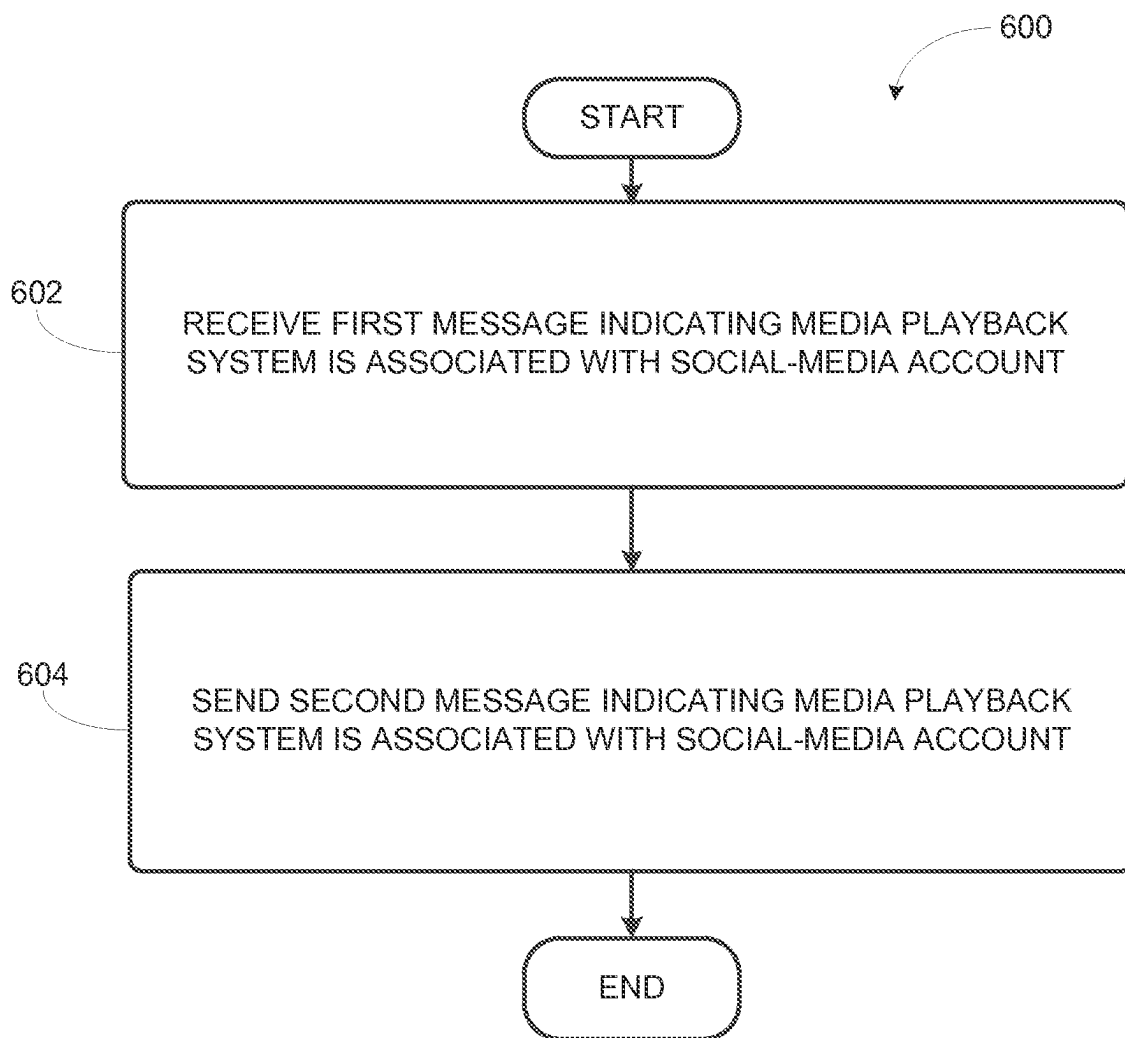 600
START
602
RECEIVE FIRST MESSAGE INDICATING MEDIA PLAYBACK
SYSTEM IS ASSOCIATED WITH SOCIAL-MEDIA ACCOUNT
604
SEND SECOND MESSAGE INDICATING MEDIA PLAYBACK
SYSTEM IS ASSOCIATED WITH SOCIAL-MEDIA ACCOUNT
END